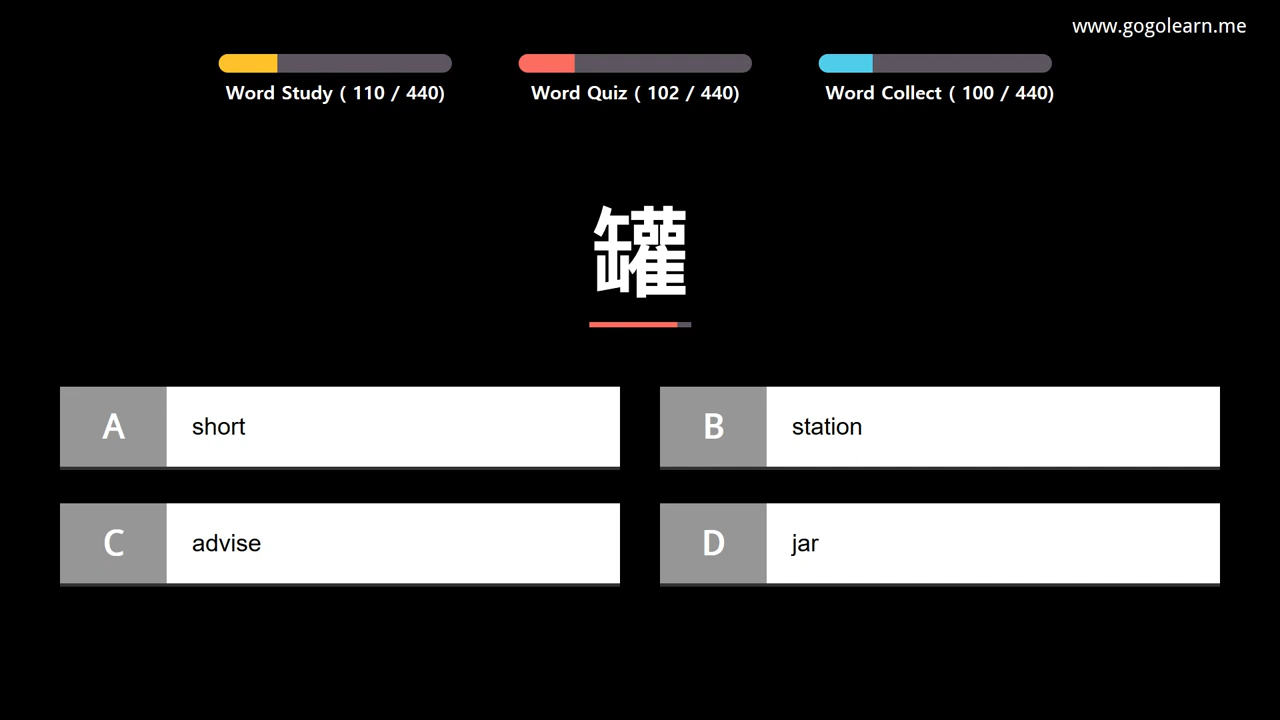 www.gogolearn.me
Word Study ( 110 / 440)
Word Quiz ( 102 / 440)
Word Collect ( 100 / 440)
罐
A short
B station
C advise
D jar